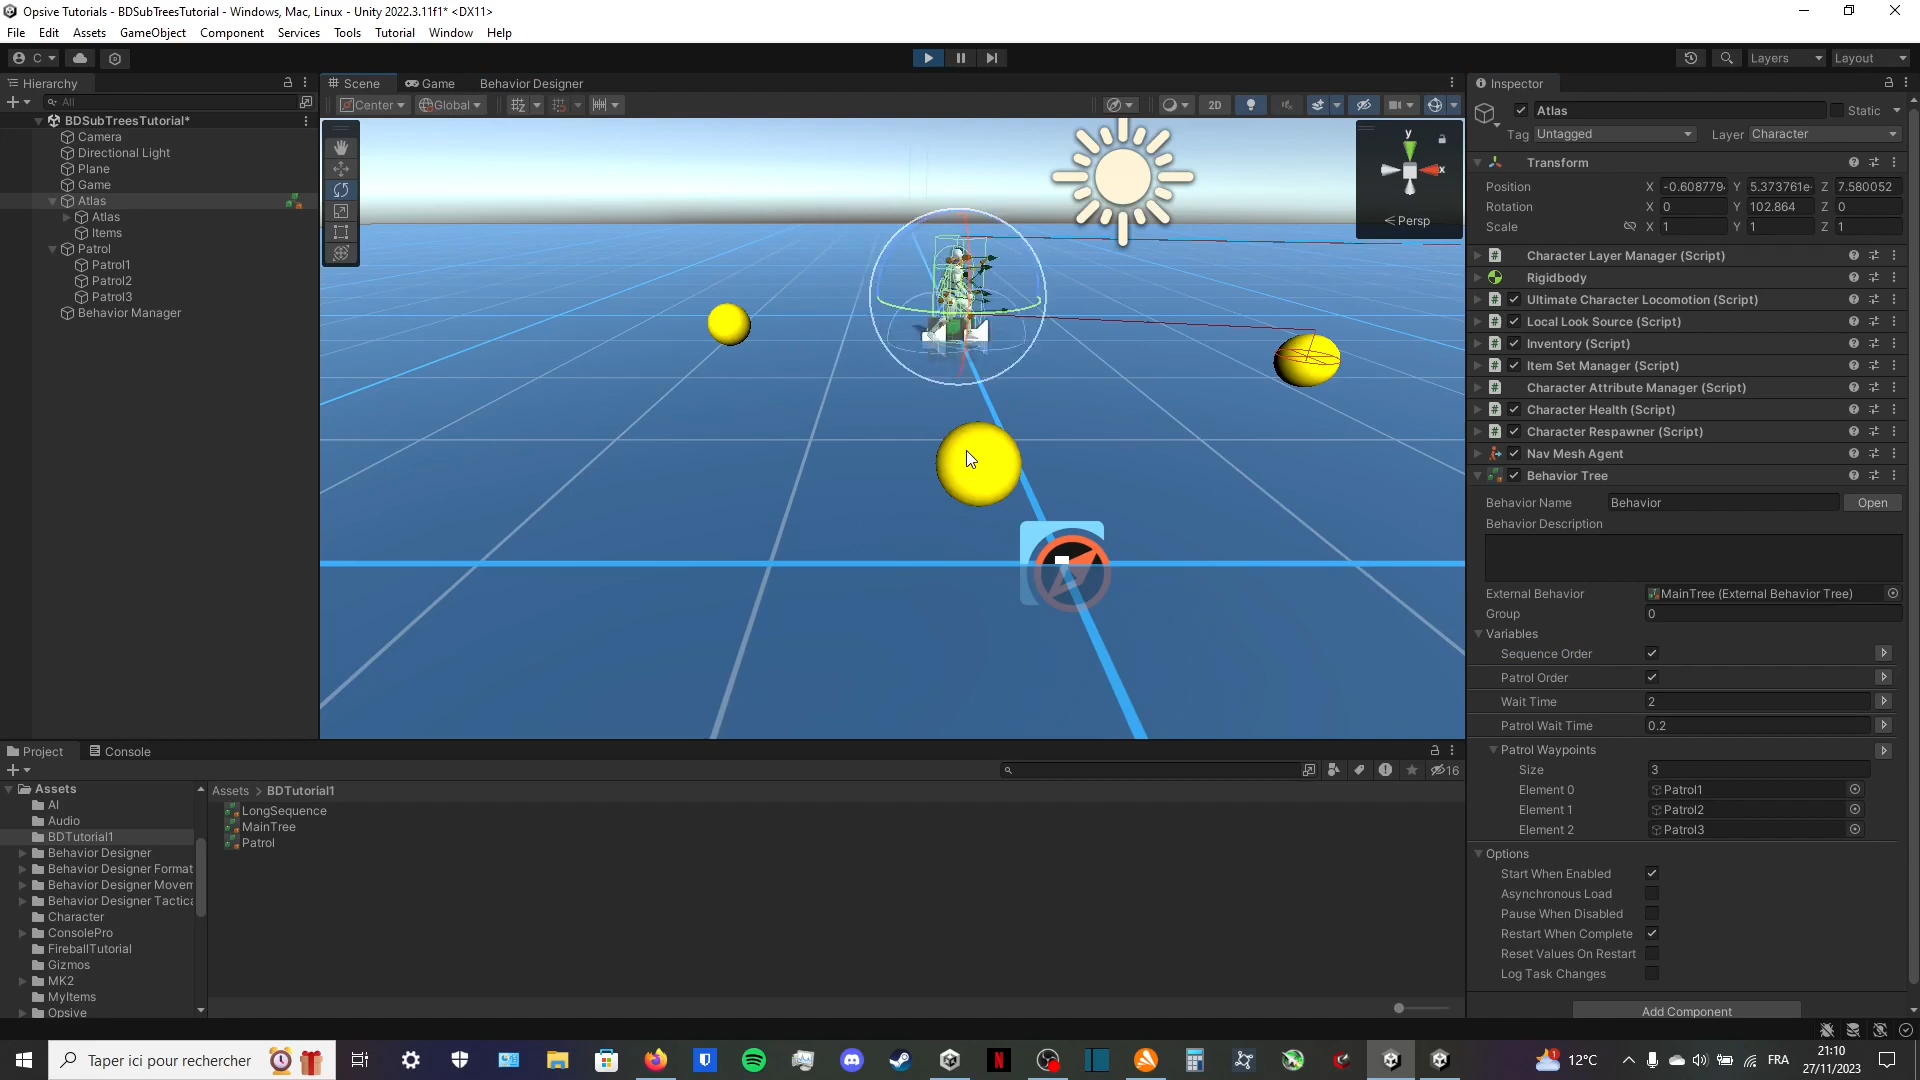 Opsive Tutorials - BDSubTreesTutorial - Windows, Mac, Linux - Unity 2022.3.11f1* <DX11>
File Edit Assets GameObject Component Services Tools Tutorial Window Help
C
Layers
Layout
Hierarchy
All
BDSubTreesTutorial*
Camera
Directional Light
Plane
Game
Atlas
Atlas
Items
Patrol
Patrol1
Patrol2
Patrol3
Behavior Manager
Scene
Game
Behavior Designer
Center
Global
2D
y
x
Persp
Inspector
Atlas
Static
Tag Untagged
Layer Character
Transform
Position X -0.608779 Y 5.373761e- Z 7.580052
Rotation X 0 Y 102.864 Z 0
Scale X 1 Y 1 Z 1
Character Layer Manager (Script)
Rigidbody
Ultimate Character Locomotion (Script)
Local Look Source (Script)
Inventory (Script)
Item Set Manager (Script)
Character Attribute Manager (Script)
Character Health (Script)
Character Respawner (Script)
Nav Mesh Agent
Behavior Tree
Behavior Name Behavior Open
Behavior Description
External Behavior MainTree (External Behavior Tree)
Group 0
Variables
Sequence Order
Patrol Order
Wait Time 2
Patrol Wait Time 0.2
Patrol Waypoints
Size 3
Element 0 Patrol1
Element 1 Patrol2
Element 2 Patrol3
Options
Start When Enabled
Asynchronous Load
Pause When Disabled
Restart When Complete
Reset Values On Restart
Log Task Changes
Add Component
Project
Console
16
Assets
AI
Audio
BDTutorial1
Behavior Designer
Behavior Designer Format
Behavior Designer Movem
Behavior Designer Tactica
Character
ConsolePro
FireballTutorial
Gizmos
MK2
MyItems
Opsive
Assets > BDTutorial1
LongSequence
MainTree
Patrol
Taper ici pour rechercher
12°C
FRA
21:10
27/11/2023